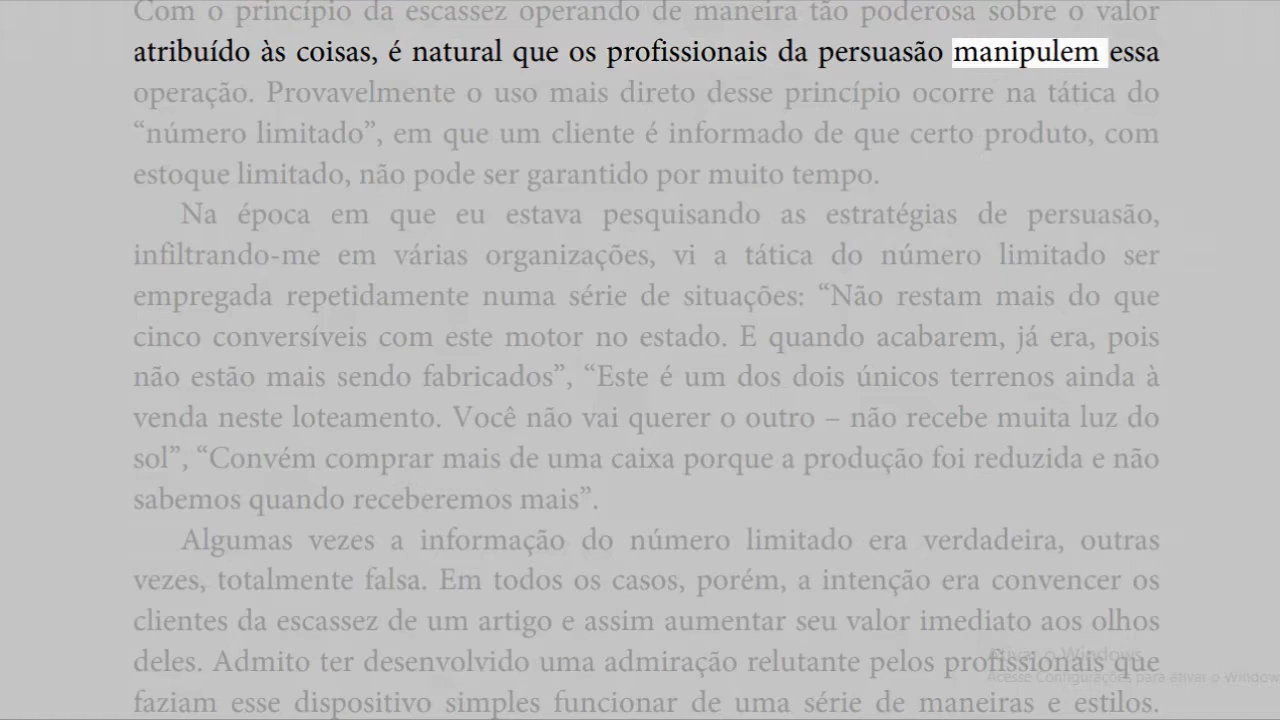 Com o princípio da escassez operando de maneira tão poderosa sobre o valor
atribuído às coisas, é natural que os profissionais da persuasão manipulem essa
operação. Provavelmente o uso mais direto desse princípio ocorre na tática do
“número limitado”, em que um cliente é informado de que certo produto, com
estoque limitado, não pode ser garantido por muito tempo.
Na época em que eu estava pesquisando as estratégias de persuasão,
infiltrando-me em várias organizações, vi a tática do número limitado ser
empregada repetidamente numa série de situações: “Não restam mais do que
cinco conversíveis com este motor no estado. E quando acabarem, já era, pois
não estão mais sendo fabricados”, “Este é um dos dois únicos terrenos ainda à
venda neste loteamento. Você não vai querer o outro – não recebe muita luz do
sol”, “Convém comprar mais de uma caixa porque a produção foi reduzida e não
sabemos quando receberemos mais”.
Algumas vezes a informação do número limitado era verdadeira, outras
vezes, totalmente falsa. Em todos os casos, porém, a intenção era convencer os
clientes da escassez de um artigo e assim aumentar seu valor imediato aos olhos
deles. Admito ter desenvolvido uma admiração relutante pelos profissionais que
faziam esse dispositivo simples funcionar de uma série de maneiras e estilos.
Ativar o Windows
Acesse Configurações para ativar o Window